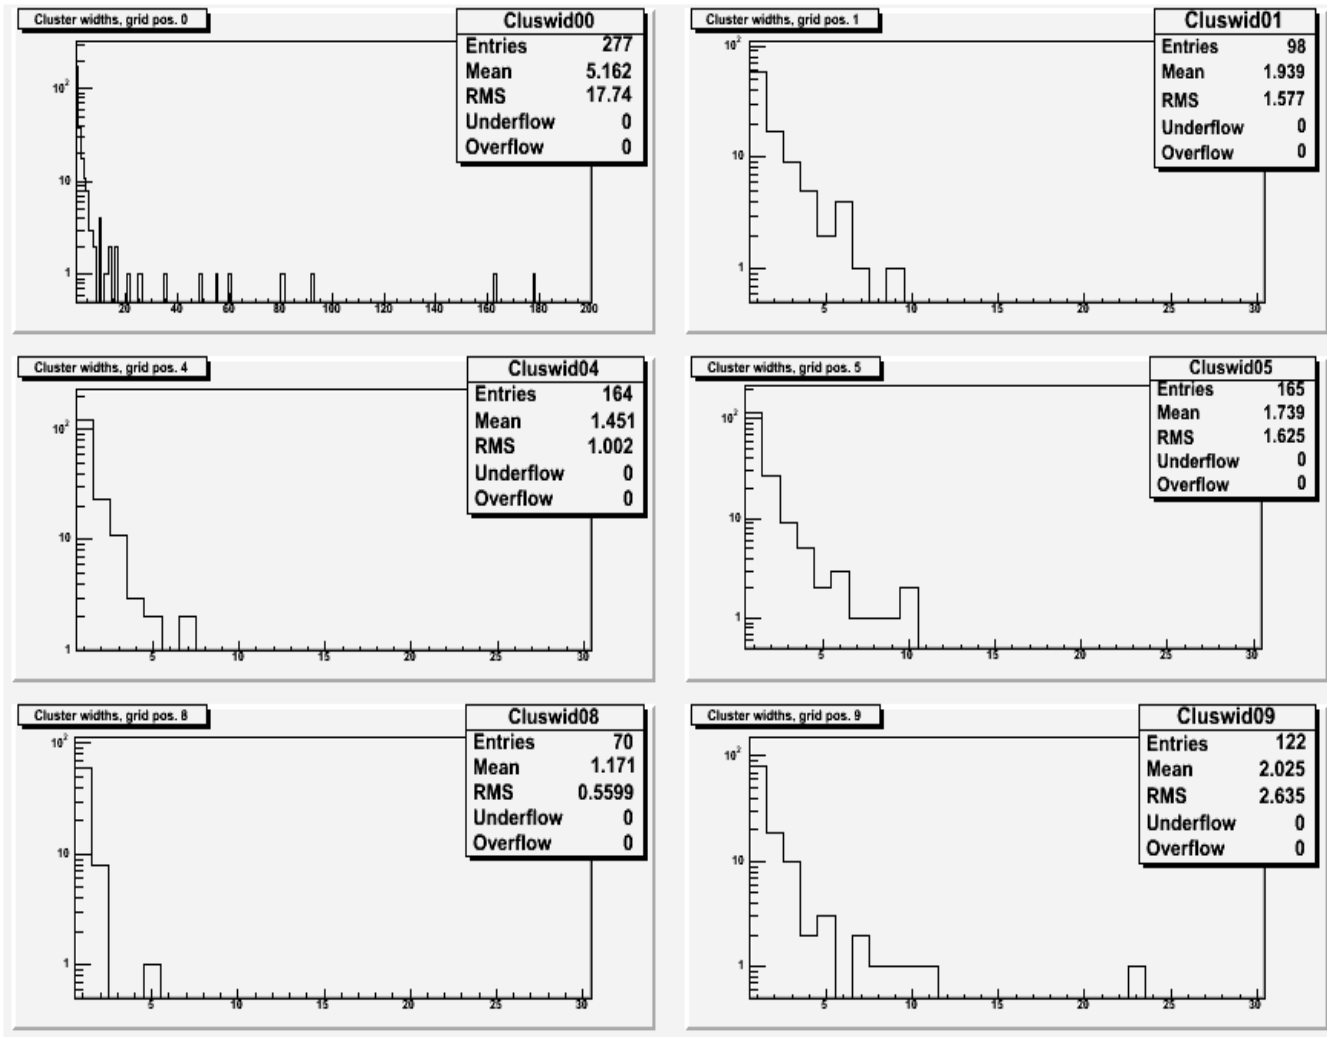 Cluster widths, grid pos. 0
Cluswid00
Entries 277
Mean 5.162
RMS 17.74
Underflow 0
Overflow 0
10²
10
1
20 40 60 80 100 120 140 160 180 200
Cluster widths, grid pos. 1
Cluswid01
Entries 98
Mean 1.939
RMS 1.577
Underflow 0
Overflow 0
10²
10
1
5 10 15 20 25 30
Cluster widths, grid pos. 4
Cluswid04
Entries 164
Mean 1.451
RMS 1.002
Underflow 0
Overflow 0
10²
10
1
5 10 15 20 25 30
Cluster widths, grid pos. 5
Cluswid05
Entries 165
Mean 1.739
RMS 1.625
Underflow 0
Overflow 0
10²
10
1
5 10 15 20 25 30
Cluster widths, grid pos. 8
Cluswid08
Entries 70
Mean 1.171
RMS 0.5599
Underflow 0
Overflow 0
10²
10
1
5 10 15 20 25 30
Cluster widths, grid pos. 9
Cluswid09
Entries 122
Mean 2.025
RMS 2.635
Underflow 0
Overflow 0
10²
10
1
5 10 15 20 25 30